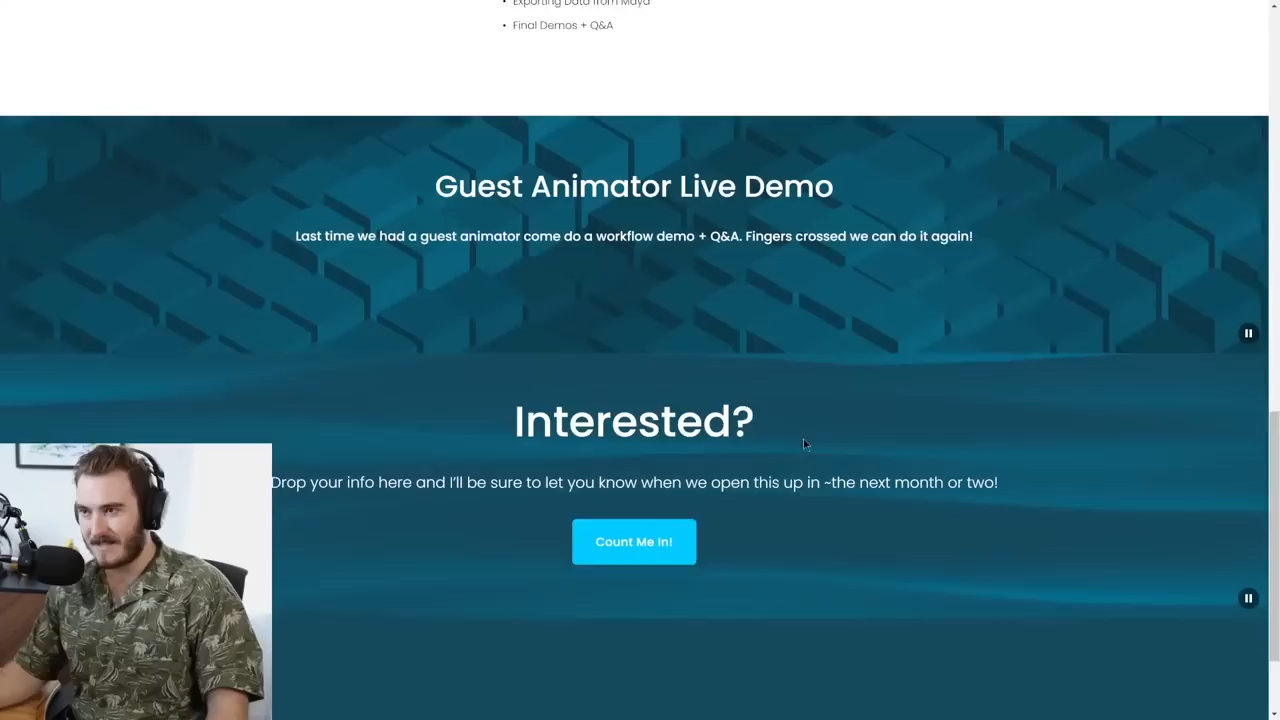 • Exporting Data from Maya
• Final Demos + Q&A
Guest Animator Live Demo
Last time we had a guest animator come do a workflow demo + Q&A. Fingers crossed we can do it again!
Interested?
Drop your info here and I'll be sure to let you know when we open this up in ~the next month or two!
Count Me In!